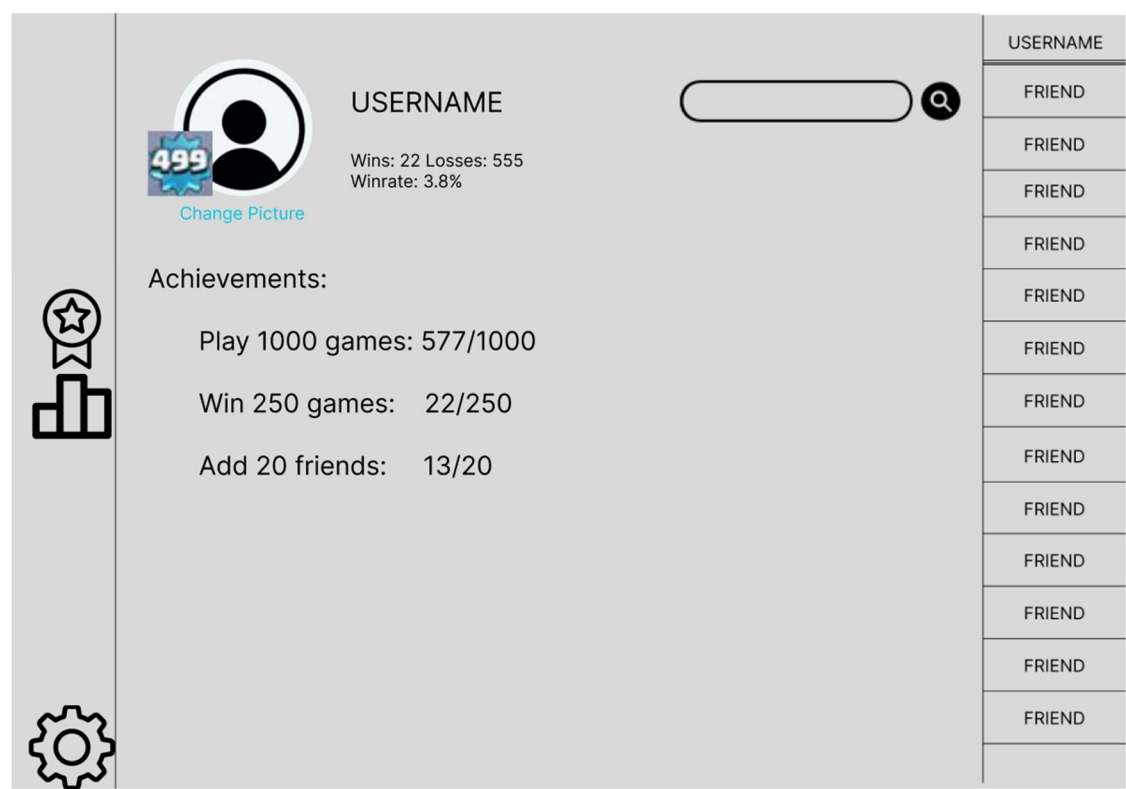 USERNAME
Wins: 22 Losses: 555
Winrate: 3.8%
499
Change Picture
Achievements:
Play 1000 games: 577/1000
Win 250 games: 22/250
Add 20 friends: 13/20
USERNAME
FRIEND
FRIEND
FRIEND
FRIEND
FRIEND
FRIEND
FRIEND
FRIEND
FRIEND
FRIEND
FRIEND
FRIEND
FRIEND